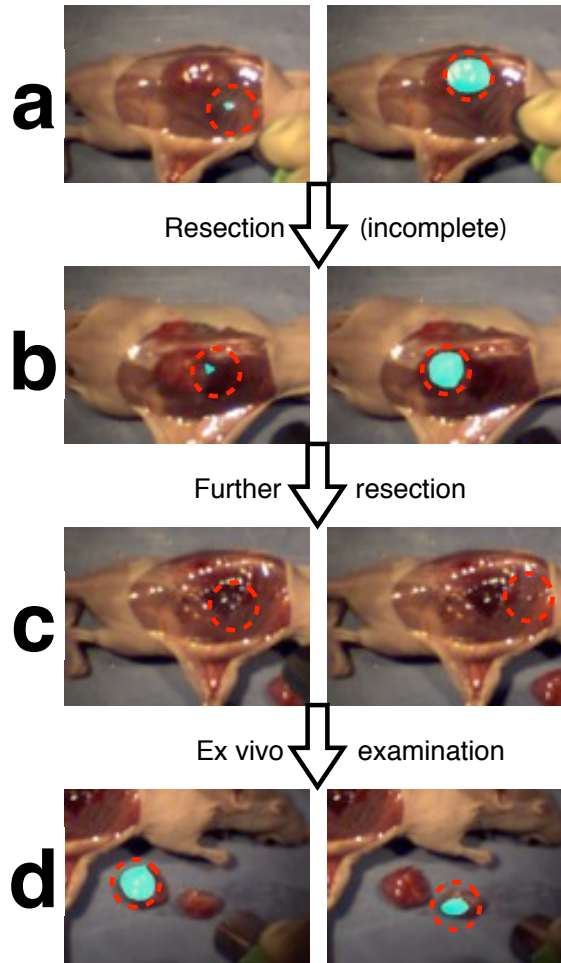 a
Resection (incomplete)
b
Further resection
c
Ex vivo examination
d